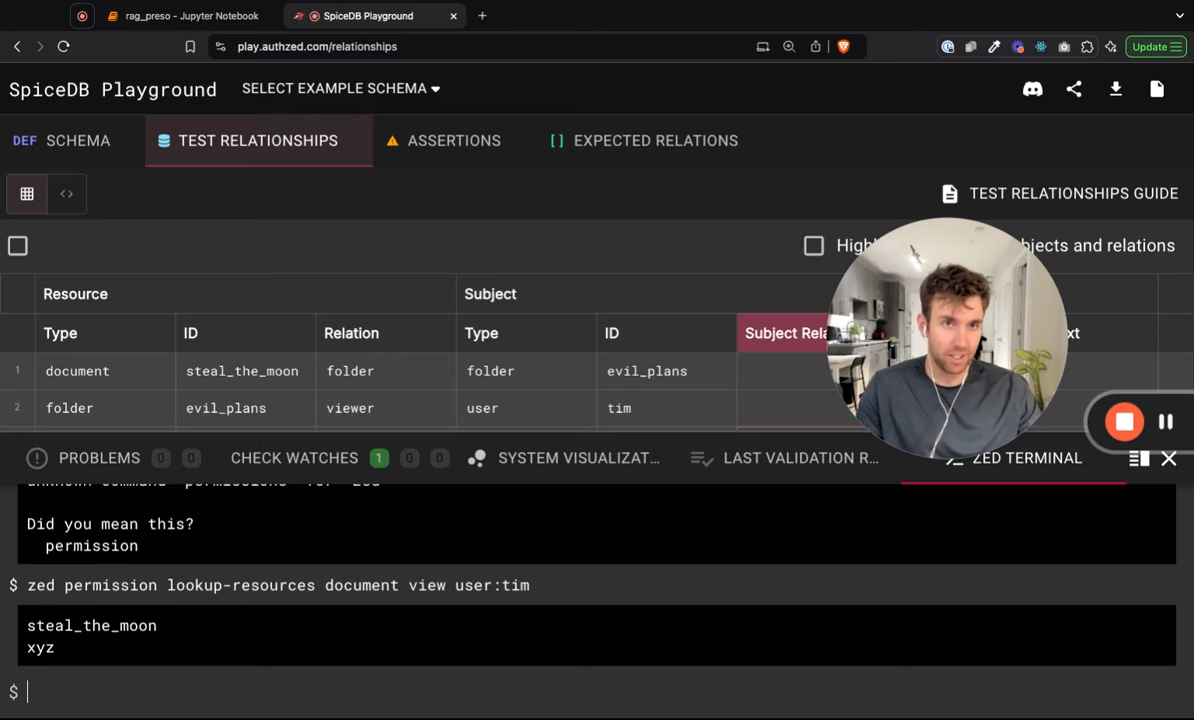 rag_preso - Jupyter Notebook
SpiceDB Playground
play.authzed.com/relationships
Update
SpiceDB Playground
SELECT EXAMPLE SCHEMA
DEF SCHEMA
TEST RELATIONSHIPS
ASSERTIONS
[] EXPECTED RELATIONS
<>
TEST RELATIONSHIPS GUIDE
Resource Subject
Type ID Relation Type ID Subject Rela
1 document steal_the_moon folder folder evil_plans
2 folder evil_plans viewer user tim
PROBLEMS 0 0
CHECK WATCHES 1 0 0
SYSTEM VISUALIZAT...
LAST VALIDATION R...
ZED TERMINAL
Did you mean this?
permission
$ zed permission lookup-resources document view user:tim
steal_the_moon
xyz
$